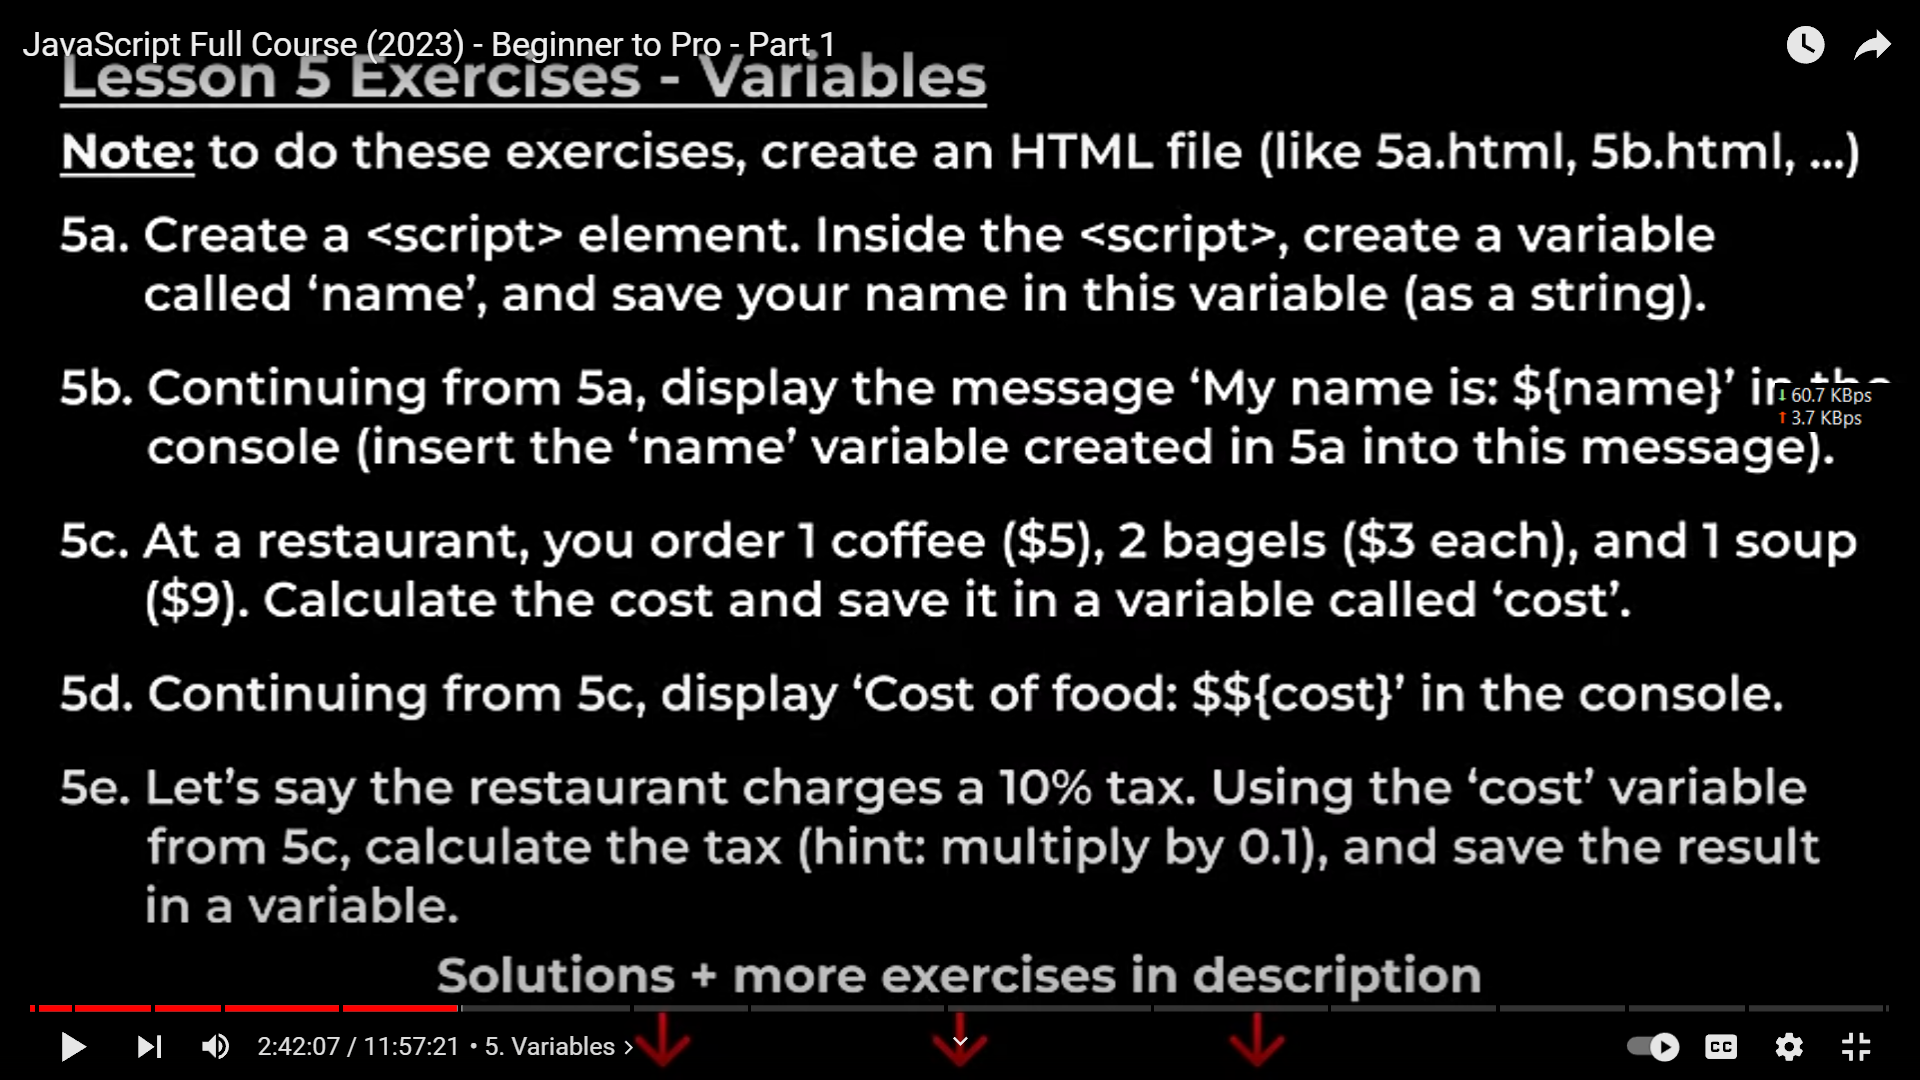 JavaScript Full Course (2023) - Beginner to Pro - Part 1
Lesson 5 Exercises - Variables
Note: to do these exercises, create an HTML file (like 5a.html, 5b.html, ...)
5a. Create a <script> element. Inside the <script>, create a variable
called ‘name’, and save your name in this variable (as a string).
5b. Continuing from 5a, display the message ‘My name is: ${name}’ in the
60.7 KBps
3.7 KBps
console (insert the ‘name’ variable created in 5a into this message).
5c. At a restaurant, you order 1 coffee ($5), 2 bagels ($3 each), and 1 soup
($9). Calculate the cost and save it in a variable called ‘cost’.
5d. Continuing from 5c, display ‘Cost of food: $${cost}’ in the console.
5e. Let’s say the restaurant charges a 10% tax. Using the ‘cost’ variable
from 5c, calculate the tax (hint: multiply by 0.1), and save the result
in a variable.
Solutions + more exercises in description
2:42:07 / 11:57:21 • 5. Variables
CC